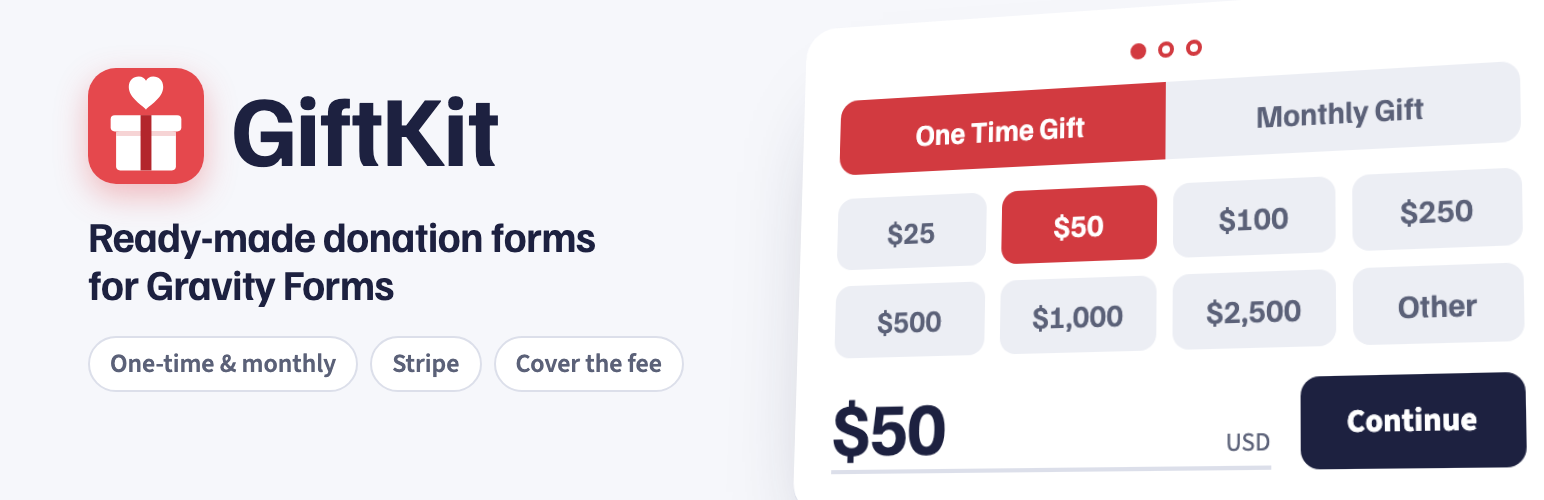 GiftKit
Ready-made donation forms
for Gravity Forms
One-time & monthly
Stripe
Cover the fee
One Time Gift
Monthly Gift
$25
$50
$100
$250
$500
$1,000
$2,500
Other
$50
USD
Continue